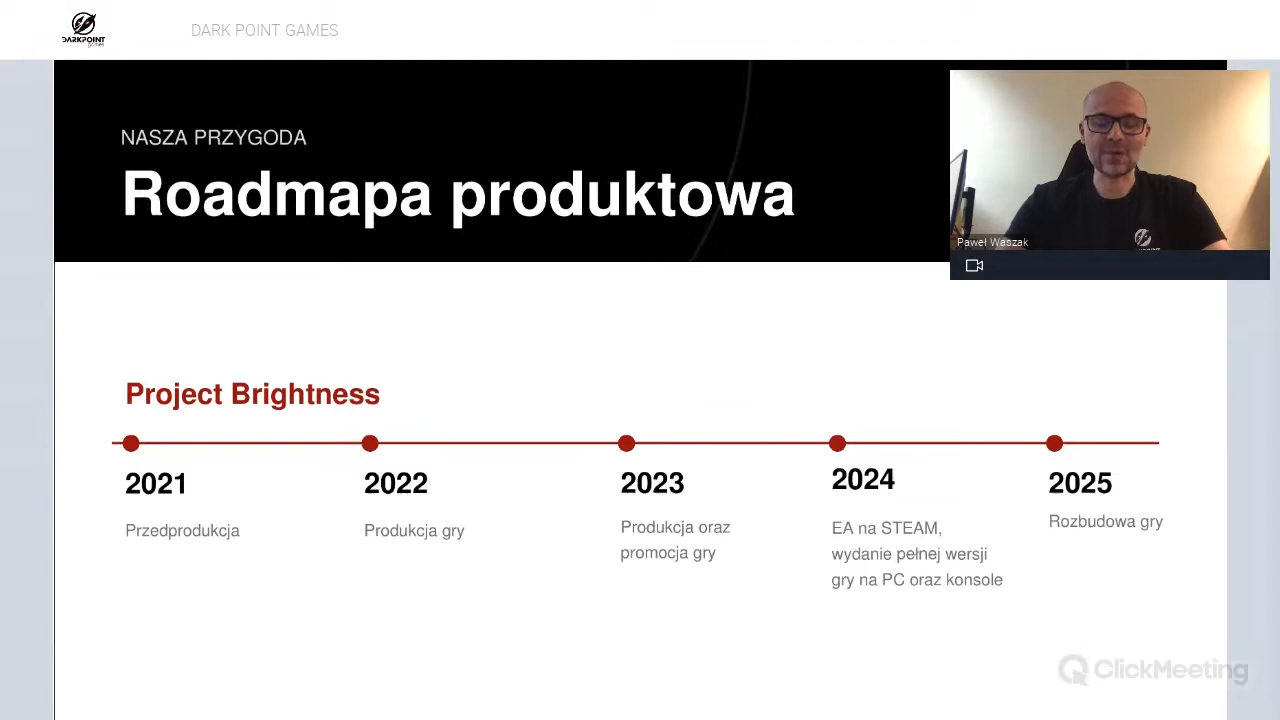 DARKPOINT
games
DARK POINT GAMES
NASZA PRZYGODA
Roadmapa produktowa
Paweł Waszak
Project Brightness
2021
2022
2023
2024
2025
Przedprodukcja
Produkcja gry
Produkcja oraz
promocja gry
EA na STEAM,
wydanie pełnej wersji
gry na PC oraz konsole
Rozbudowa gry
ClickMeeting